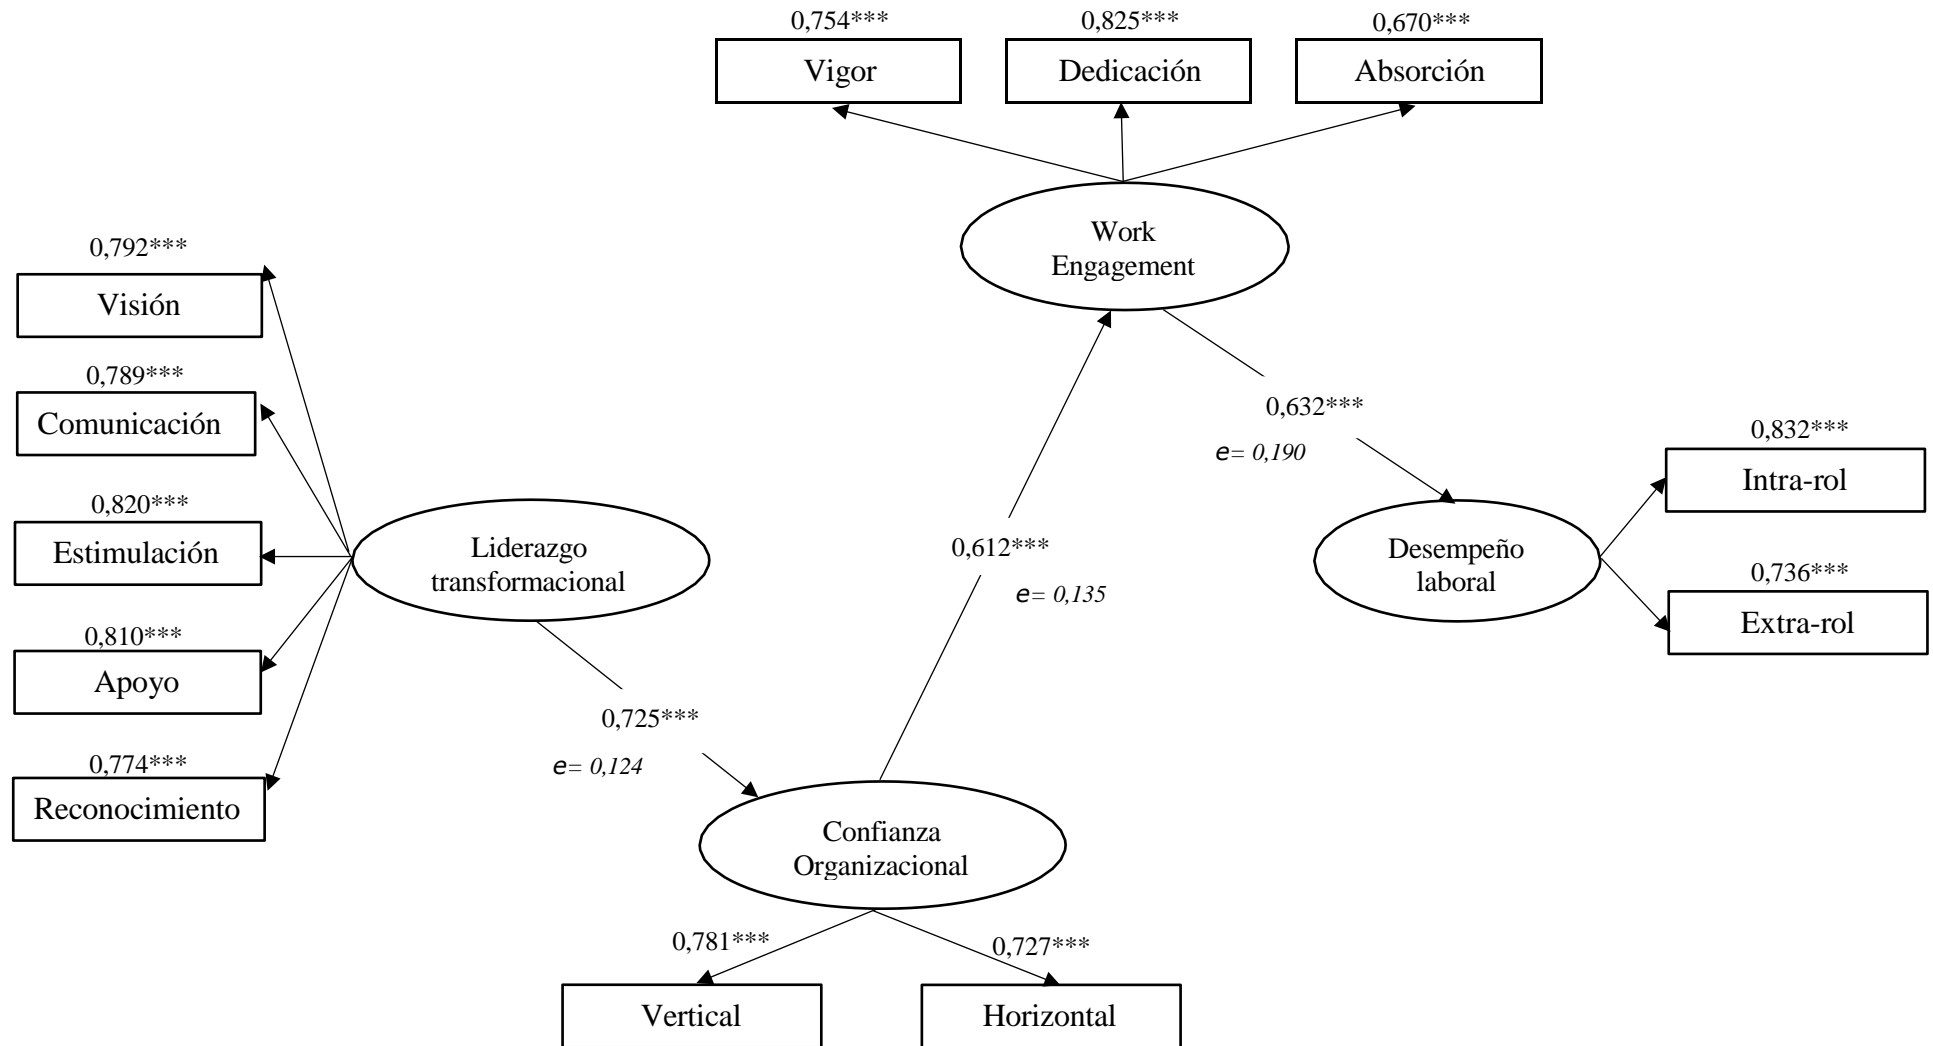 0,754***
0,825***
0,670***
Vigor
Dedicación
Absorción
Work
Engagement
0,792***
Visión
0,789***
Comunicación
0,820***
Estimulación
0,810***
Apoyo
0,774***
Reconocimiento
Liderazgo
transformacional
0,725***
e= 0,124
0,612***
e= 0,135
0,632***
e= 0,190
Desempeño
laboral
0,832***
Intra-rol
0,736***
Extra-rol
Confianza
Organizacional
0,781***
0,727***
Vertical
Horizontal